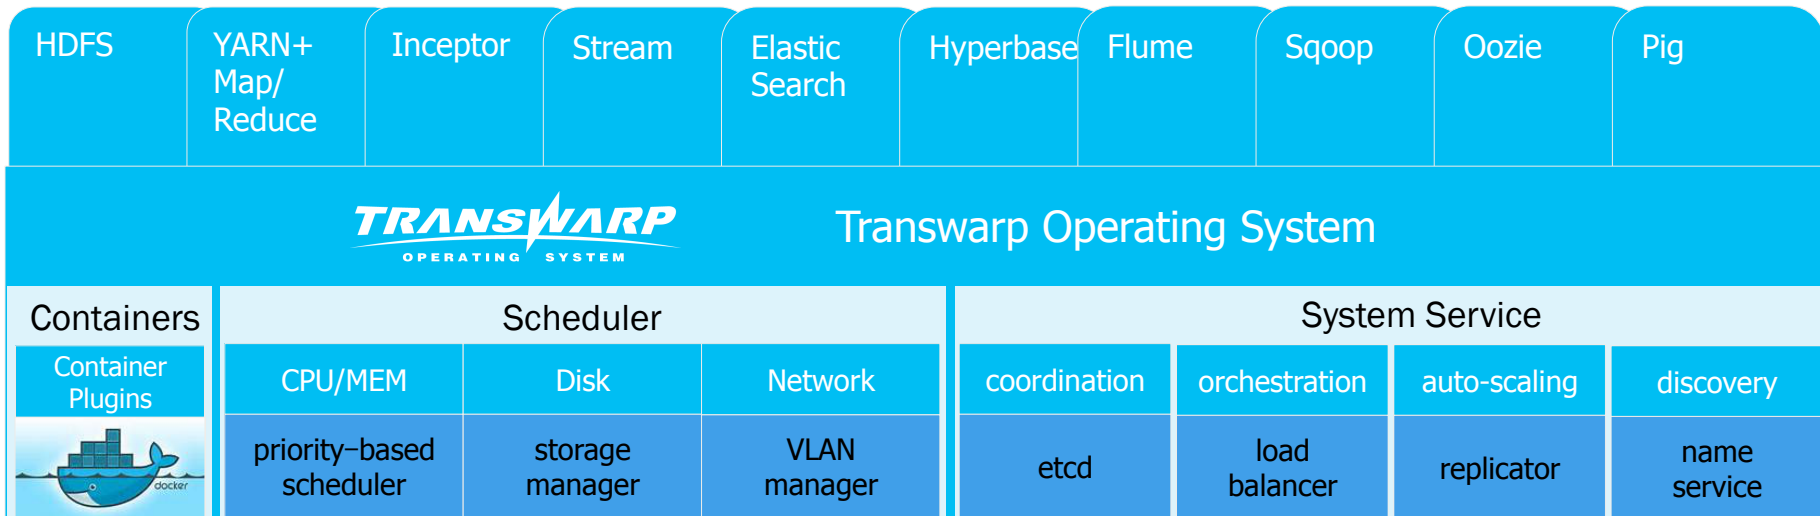 HDFS
YARN+
Map/
Reduce
Inceptor
Stream
Elastic
Search
Hyperbase
Flume
Sqoop
Oozie
Pig
TRANSWARP
OPERATING SYSTEM
Transwarp Operating System
Containers
Container
Plugins
docker
Scheduler
CPU/MEM
Disk
Network
priority-based
scheduler
storage
manager
VLAN
manager
System Service
coordination
orchestration
auto-scaling
discovery
etcd
load
balancer
replicator
name
service